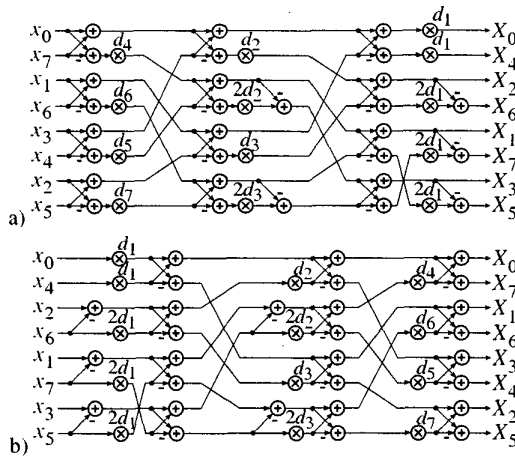 d₁
x₀ X₀
d₄ d₂ d₁
x₇ X₄
x₁ X₂
d₆ 2d₂ 2d₁
x₆ X₆
x₃ X₁
d₅ d₃ 2d₁
x₄ X₇
x₂ X₃
d₇ 2d₃ 2d₁
x₅ X₅
a)
d₁
x₀ X₀
d₁ d₂ d₄
x₄ X₇
x₂ X₁
2d₁ 2d₂ d₆
x₆ X₆
x₁ X₃
2d₁ d₃ d₅
x₇ X₄
x₃ X₂
2d₁ 2d₃ d₇
x₅ X₅
b)